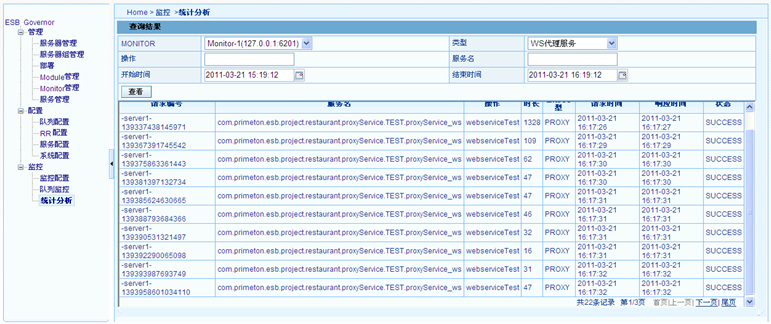 Home > 监控 >统计分析
ESB Governor
管理
服务器管理
服务器组管理
部署
Module管理
Monitor管理
服务管理
配置
队列配置
RR配置
服务配置
系统配置
监控
监控配置
队列监控
统计分析
查询结果
MONITOR Monitor-1(127.0.0.1:6201) 类型 WS代理服务
操作 服务名
开始时间 2011-03-21 15:19:12 结束时间 2011-03-21 16:19:12
查看
请求编号 服务名 操作 时长 型 请求时间 响应时间 状态
-server1-139337438145971 com.primeton.esb.project.restaurant.proxyService.TEST.proxyService_ws webserviceTest 1328 PROXY 2011-03-21 16:17:26 2011-03-21 16:17:27 SUCCESS
-server1-139367391745542 com.primeton.esb.project.restaurant.proxyService.TEST.proxyService_ws webserviceTest 109 PROXY 2011-03-21 16:17:29 2011-03-21 16:17:29 SUCCESS
-server1-139375863361443 com.primeton.esb.project.restaurant.proxyService.TEST.proxyService_ws webserviceTest 62 PROXY 2011-03-21 16:17:30 2011-03-21 16:17:30 SUCCESS
-server1-139381397132734 com.primeton.esb.project.restaurant.proxyService.TEST.proxyService_ws webserviceTest 47 PROXY 2011-03-21 16:17:30 2011-03-21 16:17:30 SUCCESS
-server1-139385624630665 com.primeton.esb.project.restaurant.proxyService.TEST.proxyService_ws webserviceTest 47 PROXY 2011-03-21 16:17:31 2011-03-21 16:17:31 SUCCESS
-server1-139388793684366 com.primeton.esb.project.restaurant.proxyService.TEST.proxyService_ws webserviceTest 46 PROXY 2011-03-21 16:17:31 2011-03-21 16:17:31 SUCCESS
-server1-139390531321497 com.primeton.esb.project.restaurant.proxyService.TEST.proxyService_ws webserviceTest 32 PROXY 2011-03-21 16:17:31 2011-03-21 16:17:31 SUCCESS
-server1-139392290065098 com.primeton.esb.project.restaurant.proxyService.TEST.proxyService_ws webserviceTest 16 PROXY 2011-03-21 16:17:31 2011-03-21 16:17:31 SUCCESS
-server1-139393987693749 com.primeton.esb.project.restaurant.proxyService.TEST.proxyService_ws webserviceTest 31 PROXY 2011-03-21 16:17:32 2011-03-21 16:17:32 SUCCESS
-server1-1393958601034110 com.primeton.esb.project.restaurant.proxyService.TEST.proxyService_ws webserviceTest 47 PROXY 2011-03-21 16:17:32 2011-03-21 16:17:32 SUCCESS
共22条记录 第1/3页 首页|上一页| 下一页| 尾页